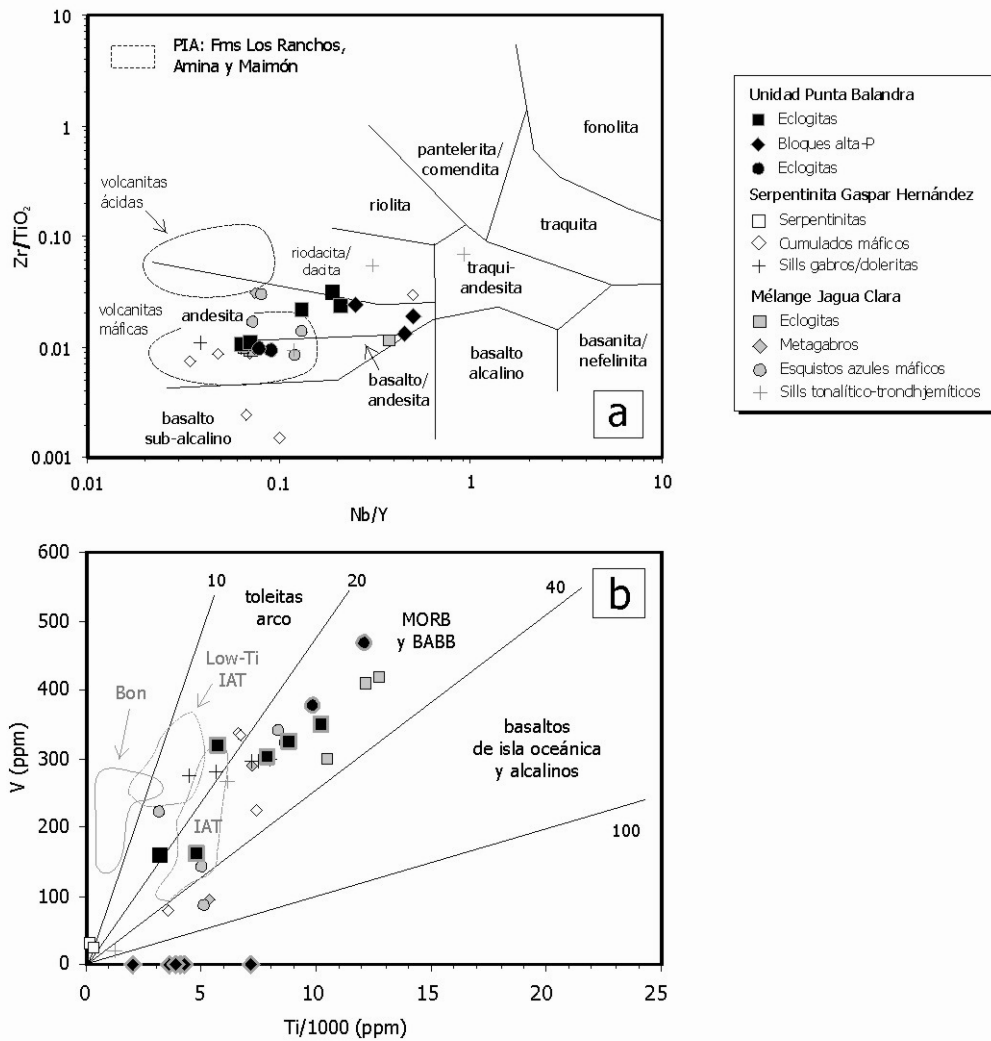 10
PIA: Fms Los Ranchos,
Amina y Maimón
1
fonolita
pantelerita/
comendita
volcanitas
ácidas
Zr/TiO2
riolita
0.10
traquita
riodacita/
dacita
traqui-
andesita
volcanitas
máficas
andesita
0.01
basalto/
andesita
basalto
alcalino
basanita/
nefelinita
basalto
sub-alcalino
a
0.001
0.01
0.1
1
10
Nb/Y
Unidad Punta Balandra
Eclogitas
Bloques alta-P
Eclogitas
Serpentinita Gaspar Hernández
Serpentinitas
Cumulados máficos
Sills gabros/doleritas
Mélange Jagua Clara
Eclogitas
Metagabros
Esquistos azules máficos
Sills tonalítico-trondhjemíticos
600
10
toleitas
arco
20
40
b
500
MORB
y BABB
Low-Ti
IAT
Bon
400
basaltos
de isla oceánica
y alcalinos
V (ppm)
300
200
IAT
100
100
0
0
5
10
15
20
25
Ti/1000 (ppm)